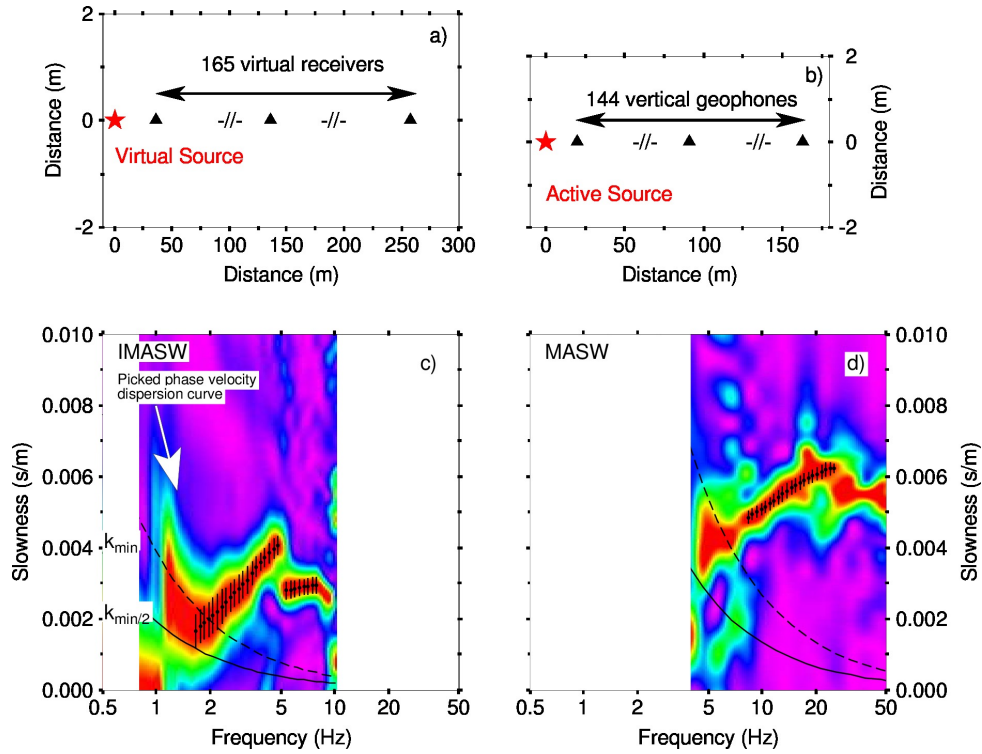 2
1
0
-1
-2
Distance (m)
a)
165 virtual receivers
-//-
-//-
Virtual Source
0
50
100
150
200
250
300
Distance (m)
b)
144 vertical geophones
-//-
-//-
Active Source
2
1
0
-1
-2
Distance (m)
0
50
100
150
Distance (m)
0.010
0.008
0.006
0.004
0.002
0.000
Slowness (s/m)
IMASW
c)
Picked phase velocity
dispersion curve
kmin
kmin/2
0.5
1
2
5
10
50
Frequency (Hz)
MASW
d)
0.010
0.008
0.006
0.004
0.002
0.000
Slowness (s/m)
0.5
1
2
5
10
20
50
Frequency (Hz)